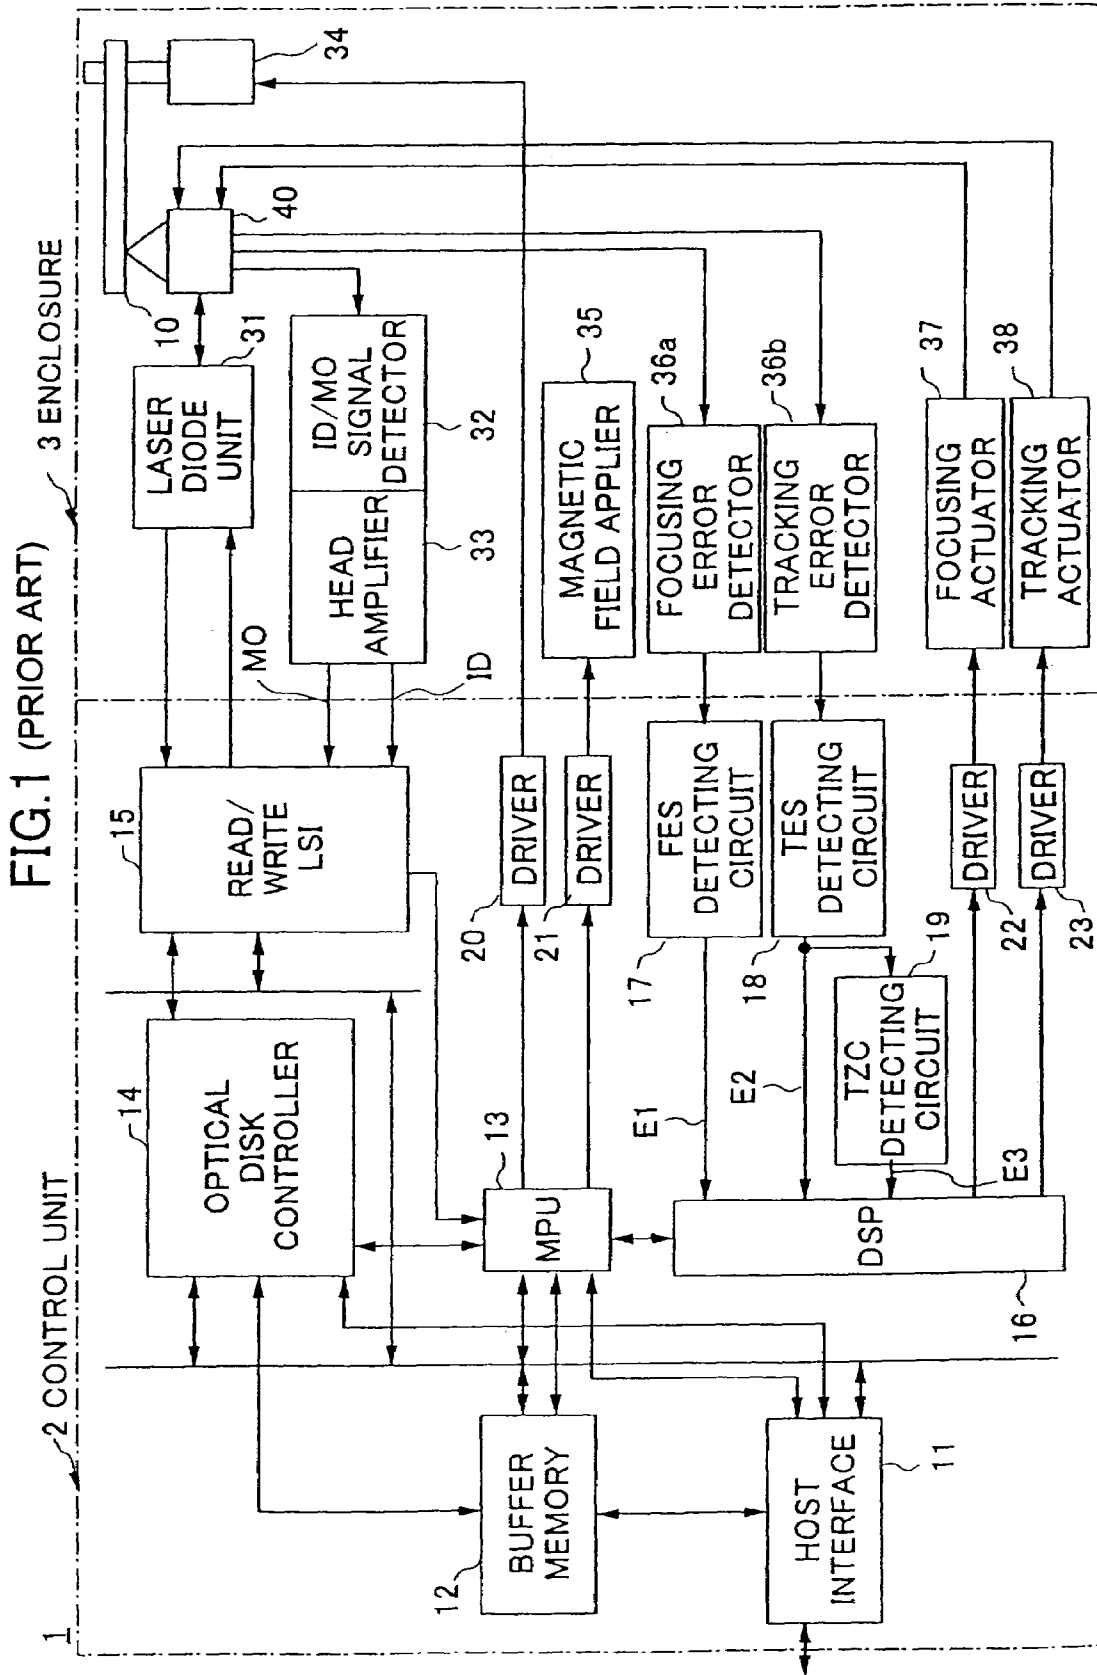 FIG.1 (PRIOR ART)
1
2 CONTROL UNIT
3 ENCLOSURE
14
OPTICAL
DISK
CONTROLLER
15
READ/
WRITE
LSI
MO
ID
LASER
DIODE
UNIT
31
10
40
34
HEAD
AMPLIFIER
33
ID/MO
SIGNAL
DETECTOR
32
12
BUFFER
MEMORY
13
MPU
20
DRIVER
21
DRIVER
MAGNETIC
FIELD APPLIER
35
HOST
INTERFACE
11
DSP
16
E1
E2
E3
17
FES
DETECTING
CIRCUIT
18
TES
DETECTING
CIRCUIT
19
TZC
DETECTING
CIRCUIT
FOCUSING
ERROR
DETECTOR
36a
TRACKING
ERROR
DETECTOR
36b
DRIVER
22
DRIVER
23
FOCUSING
ACTUATOR
37
TRACKING
ACTUATOR
38